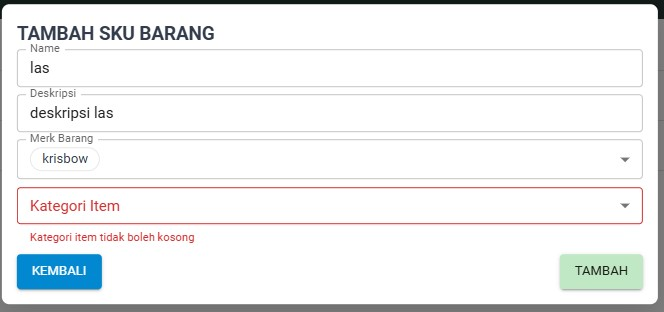 TAMBAH SKU BARANG
Name
las
Deskripsi
deskripsi las
Merk Barang
krisbow
Kategori Item
Kategori item tidak boleh kosong
KEMBALI
TAMBAH